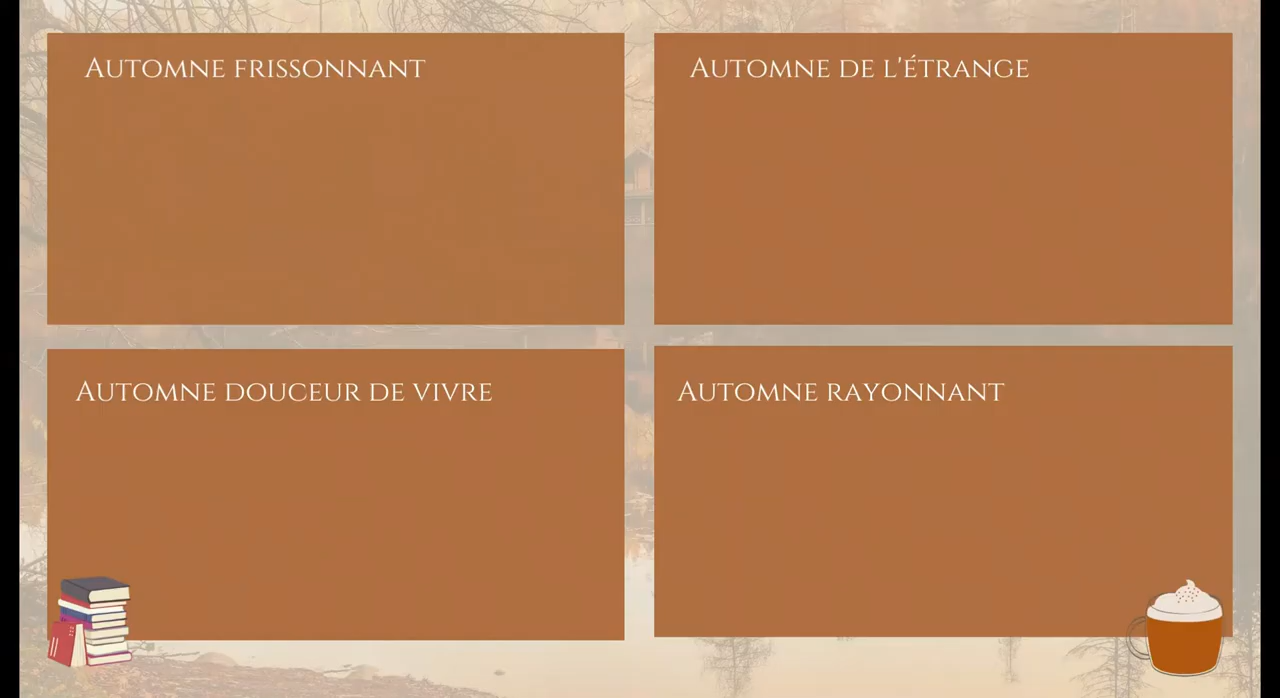 Automne frissonnant
Automne de l'étrange
Automne douceur de vivre
Automne rayonnant